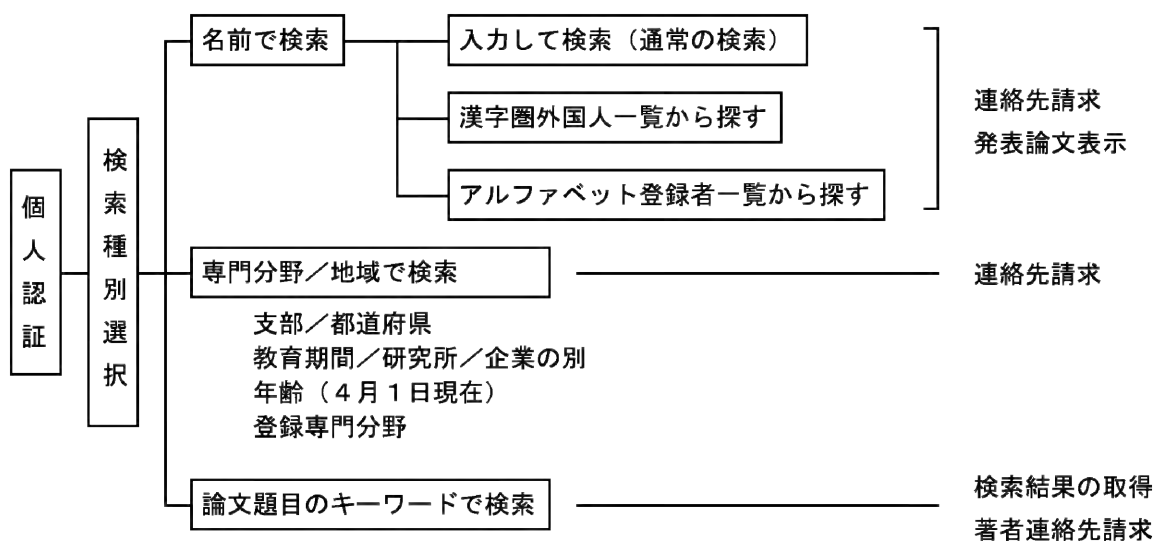 個人認証
検索種別選択
名前で検索
入力して検索（通常の検索）
漢字圏外国人一覧から探す
アルファベット登録者一覧から探す
連絡先請求
発表論文表示
専門分野／地域で検索
連絡先請求
支部／都道府県
教育期間／研究所／企業の別
年齢（４月１日現在）
登録専門分野
論文題目のキーワードで検索
検索結果の取得
著者連絡先請求